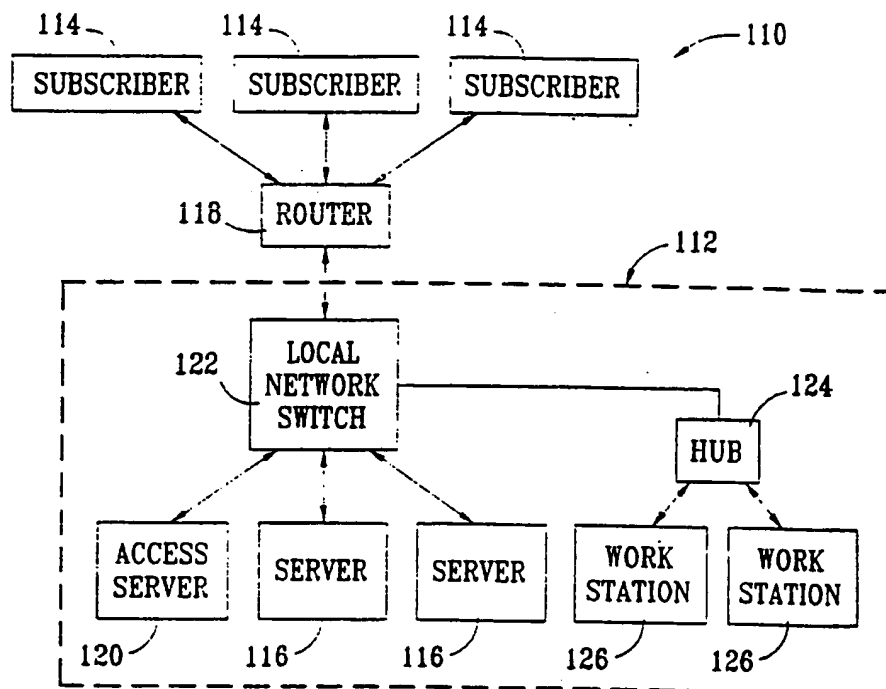 114
114
114
110
SUBSCRIBER
SUBSCRIBER
SUBSCRIBER
118
ROUTER
112
122
LOCAL
NETWORK
SWITCH
124
HUB
ACCESS
SERVER
SERVER
SERVER
WORK
STATION
WORK
STATION
120
116
116
126
126